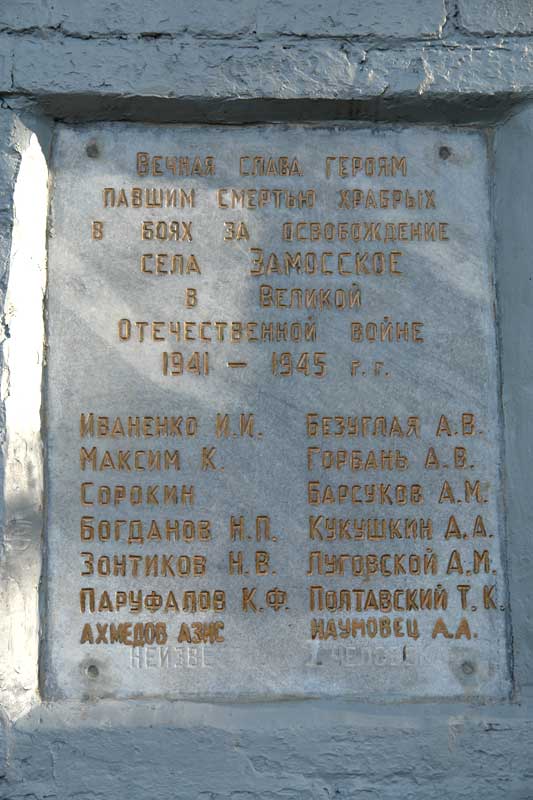 Вечная слава героям
павшим смертью храбрых
в боях за освобождение
села Замосское
в Великой
Отечественной войне
1941 – 1945 г. г.
Иваненко И.И. Безуглая А.В.
Максим К. Горбань А.В.
Сорокин Барсуков А.М.
Богданов Н.П. Кукушкин А.А.
Зонтиков Н.В. Луговской А.М.
Паруфалов К.Ф. Полтавский Т.К.
Ахмедов Азис Наумовец А.А.